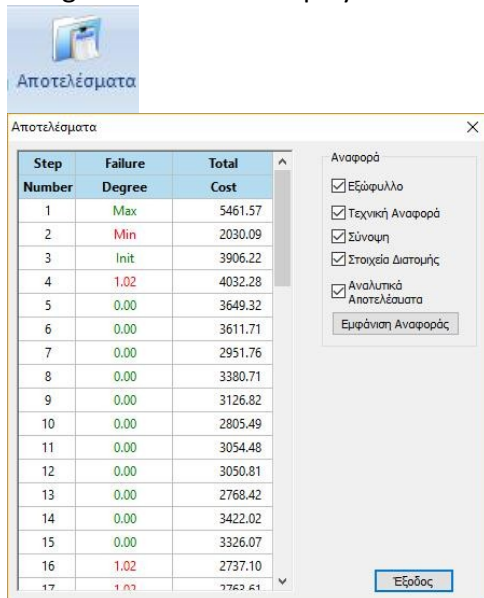 Αποτελέσματα
Αποτελέσματα
Step Failure Total
Number Degree Cost
1 Max 5461.57
2 Min 2030.09
3 Init 3906.22
4 1.02 4032.28
5 0.00 3649.32
6 0.00 3611.71
7 0.00 2951.76
8 0.00 3380.71
9 0.00 3126.82
10 0.00 2805.49
11 0.00 3054.48
12 0.00 3050.81
13 0.00 2768.42
14 0.00 3422.02
15 0.00 3326.07
16 1.02 2737.10
17 1.02 2763.61
Αναφορά
Εξώφυλλο
Τεχνική Αναφορά
Σύνοψη
Στοιχεία Διατομής
Αναλυτικά
Αποτελέσματα
Εμφάνιση Αναφοράς
Έξοδος